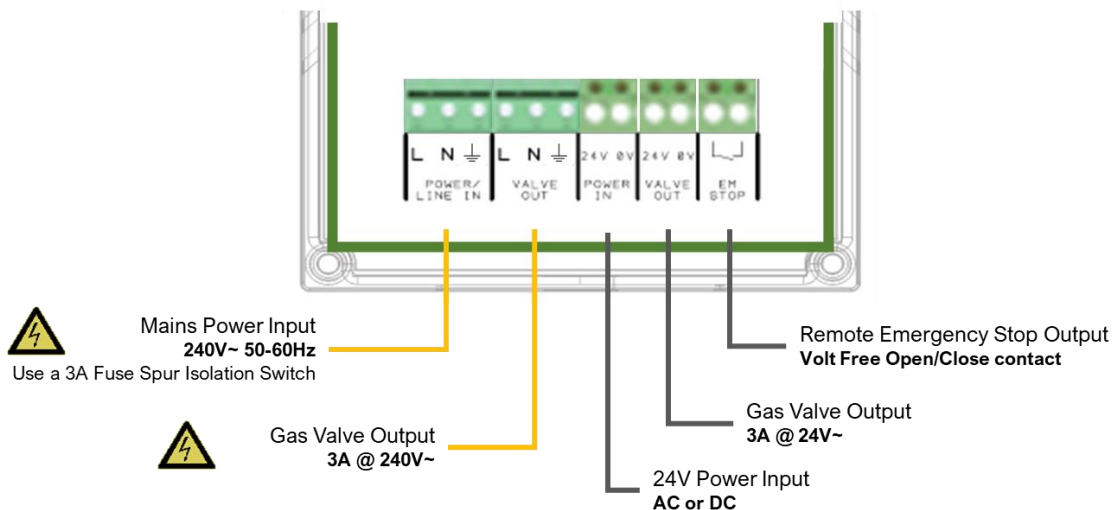 L N ⏚ L N ⏚ 24V 0V 24V 0V
POWER/
LINE IN
VALVE
OUT
POWER
IN
VALVE
OUT
EM
STOP
Mains Power Input
240V~ 50-60Hz
Use a 3A Fuse Spur Isolation Switch
Remote Emergency Stop Output
Volt Free Open/Close contact
Gas Valve Output
3A @ 240V~
Gas Valve Output
3A @ 24V~
24V Power Input
AC or DC